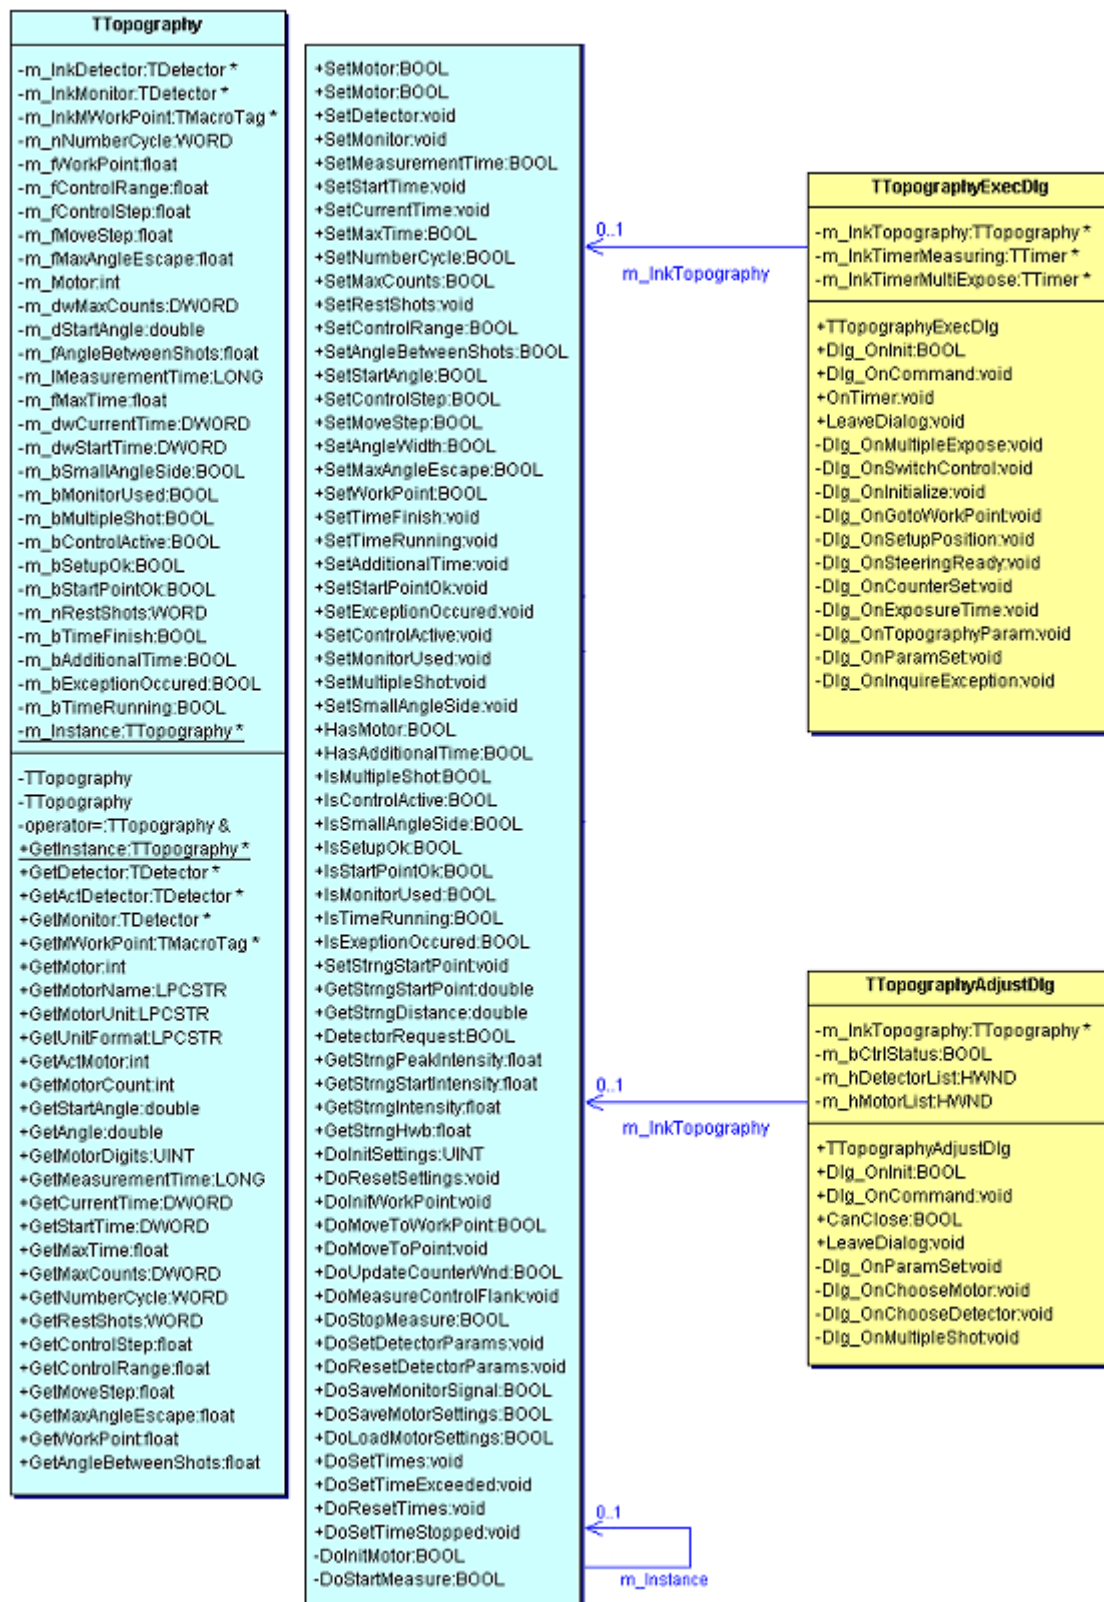 TTopography
-m_lnkDetector:TDetector *
-m_lnkMonitor:TDetector *
-m_lnkMWorkPoint:TMacroTag *
-m_nNumberCycle:WORD
-m_fWorkPoint:float
-m_fControlRange:float
-m_fControlStep:float
-m_fMoveStep:float
-m_fMaxAngleEscape:float
-m_Motor:int
-m_dwMaxCounts:DWORD
-m_dStartAngle:double
-m_fAngleBetweenShots:float
-m_lMeasurementTime:LONG
-m_fMaxTime:float
-m_dwCurrentTime:DWORD
-m_dwStartTime:DWORD
-m_bSmallAngleSide:BOOL
-m_bMonitorUsed:BOOL
-m_bMultipleShot:BOOL
-m_bControlActive:BOOL
-m_bSetupOk:BOOL
-m_bStartPointOk:BOOL
-m_nRestShots:WORD
-m_bTimeFinish:BOOL
-m_bAdditionalTime:BOOL
-m_bExceptionOccured:BOOL
-m_bTimeRunning:BOOL
-m_Instance:TTopography *
-TTopography
-TTopography
-operator=:TTopography &
+GetInstance:TTopography *
+GetDetector:TDetector *
+GetActDetector:TDetector *
+GetMonitor:TDetector *
+GetMWorkPoint:TMacroTag *
+GetMotor:int
+GetMotorName:LPCSTR
+GetMotorUnit:LPCSTR
+GetUnitFormat:LPCSTR
+GetActMotor:int
+GetMotorCount:int
+GetStartAngle:double
+GetAngle:double
+GetMotorDigits:UINT
+GetMeasurementTime:LONG
+GetCurrentTime:DWORD
+GetStartTime:DWORD
+GetMaxTime:float
+GetMaxCounts:DWORD
+GetNumberCycle:WORD
+GetRestShots:WORD
+GetControlStep:float
+GetControlRange:float
+GetMoveStep:float
+GetMaxAngleEscape:float
+GetWorkPoint:float
+GetAngleBetweenShots:float
+SetMotor:BOOL
+SetMotor:BOOL
+SetDetector:void
+SetMonitor:void
+SetMeasurementTime:BOOL
+SetStartTime:void
+SetCurrentTime:void
+SetMaxTime:BOOL
+SetNumberCycle:BOOL
+SetMaxCounts:BOOL
+SetRestShots:void
+SetControlRange:BOOL
+SetAngleBetweenShots:BOOL
+SetStartAngle:BOOL
+SetControlStep:BOOL
+SetMoveStep:BOOL
+SetAngleWidth:BOOL
+SetMaxAngleEscape:BOOL
+SetWorkPoint:BOOL
+SetTimeFinish:void
+SetTimeRunning:void
+SetAdditionalTime:void
+SetStartPointOk:void
+SetExceptionOccured:void
+SetControlActive:void
+SetMonitorUsed:void
+SetMultipleShot:void
+SetSmallAngleSide:void
+HasMotor:BOOL
+HasAdditionalTime:BOOL
+IsMultipleShot:BOOL
+IsControlActive:BOOL
+IsSmallAngleSide:BOOL
+IsSetupOk:BOOL
+IsStartPointOk:BOOL
+IsMonitorUsed:BOOL
+IsTimeRunning:BOOL
+IsExeptionOccured:BOOL
+SetStrngStartPoint:void
+GetStrngStartPoint:double
+GetStrngDistance:double
+DetectorRequest:BOOL
+GetStrngPeakIntensity:float
+GetStrngStartIntensity:float
+GetStrngIntensity:float
+GetStrngHwb:float
+DoInitSettings:UINT
+DoResetSettings:void
+DoInitWorkPoint:void
+DoMoveToWorkPoint:BOOL
+DoMoveToPoint:void
+DoUpdateCounterWnd:BOOL
+DoMeasureControlFlank:void
+DoStopMeasure:BOOL
+DoSetDetectorParams:void
+DoResetDetectorParams:void
+DoSaveMonitorSignal:BOOL
+DoSaveMotorSettings:BOOL
+DoLoadMotorSettings:BOOL
+DoSetTimes:void
+DoSetTimeExceeded:void
+DoResetTimes:void
+DoSetTimeStopped:void
-DoInitMotor:BOOL
-DoStartMeasure:BOOL
0..1
m_lnkTopography
TTopographyExecDlg
-m_lnkTopography:TTopography *
-m_lnkTimerMeasuring:TTimer *
-m_lnkTimerMultiExpose:TTimer *
+TTopographyExecDlg
+Dlg_OnInit:BOOL
+Dlg_OnCommand:void
+OnTimer:void
+LeaveDialog:void
-Dlg_OnMultipleExpose:void
-Dlg_OnSwitchControl:void
-Dlg_OnInitialize:void
-Dlg_OnGotoWorkPoint:void
-Dlg_OnSetupPosition:void
-Dlg_OnSteeringReady:void
-Dlg_OnCounterSet:void
-Dlg_OnExposureTime:void
-Dlg_OnTopographyParam:void
-Dlg_OnParamSet:void
-Dlg_OnInquireException:void
0..1
m_lnkTopography
TTopographyAdjustDlg
-m_lnkTopography:TTopography *
-m_bCtrlStatus:BOOL
-m_hDetectorList:HWND
-m_hMotorList:HWND
+TTopographyAdjustDlg
+Dlg_OnInit:BOOL
+Dlg_OnCommand:void
+CanClose:BOOL
+LeaveDialog:void
-Dlg_OnParamSet:void
-Dlg_OnChooseMotor:void
-Dlg_OnChooseDetector:void
-Dlg_OnMultipleShot:void
0..1
m_Instance